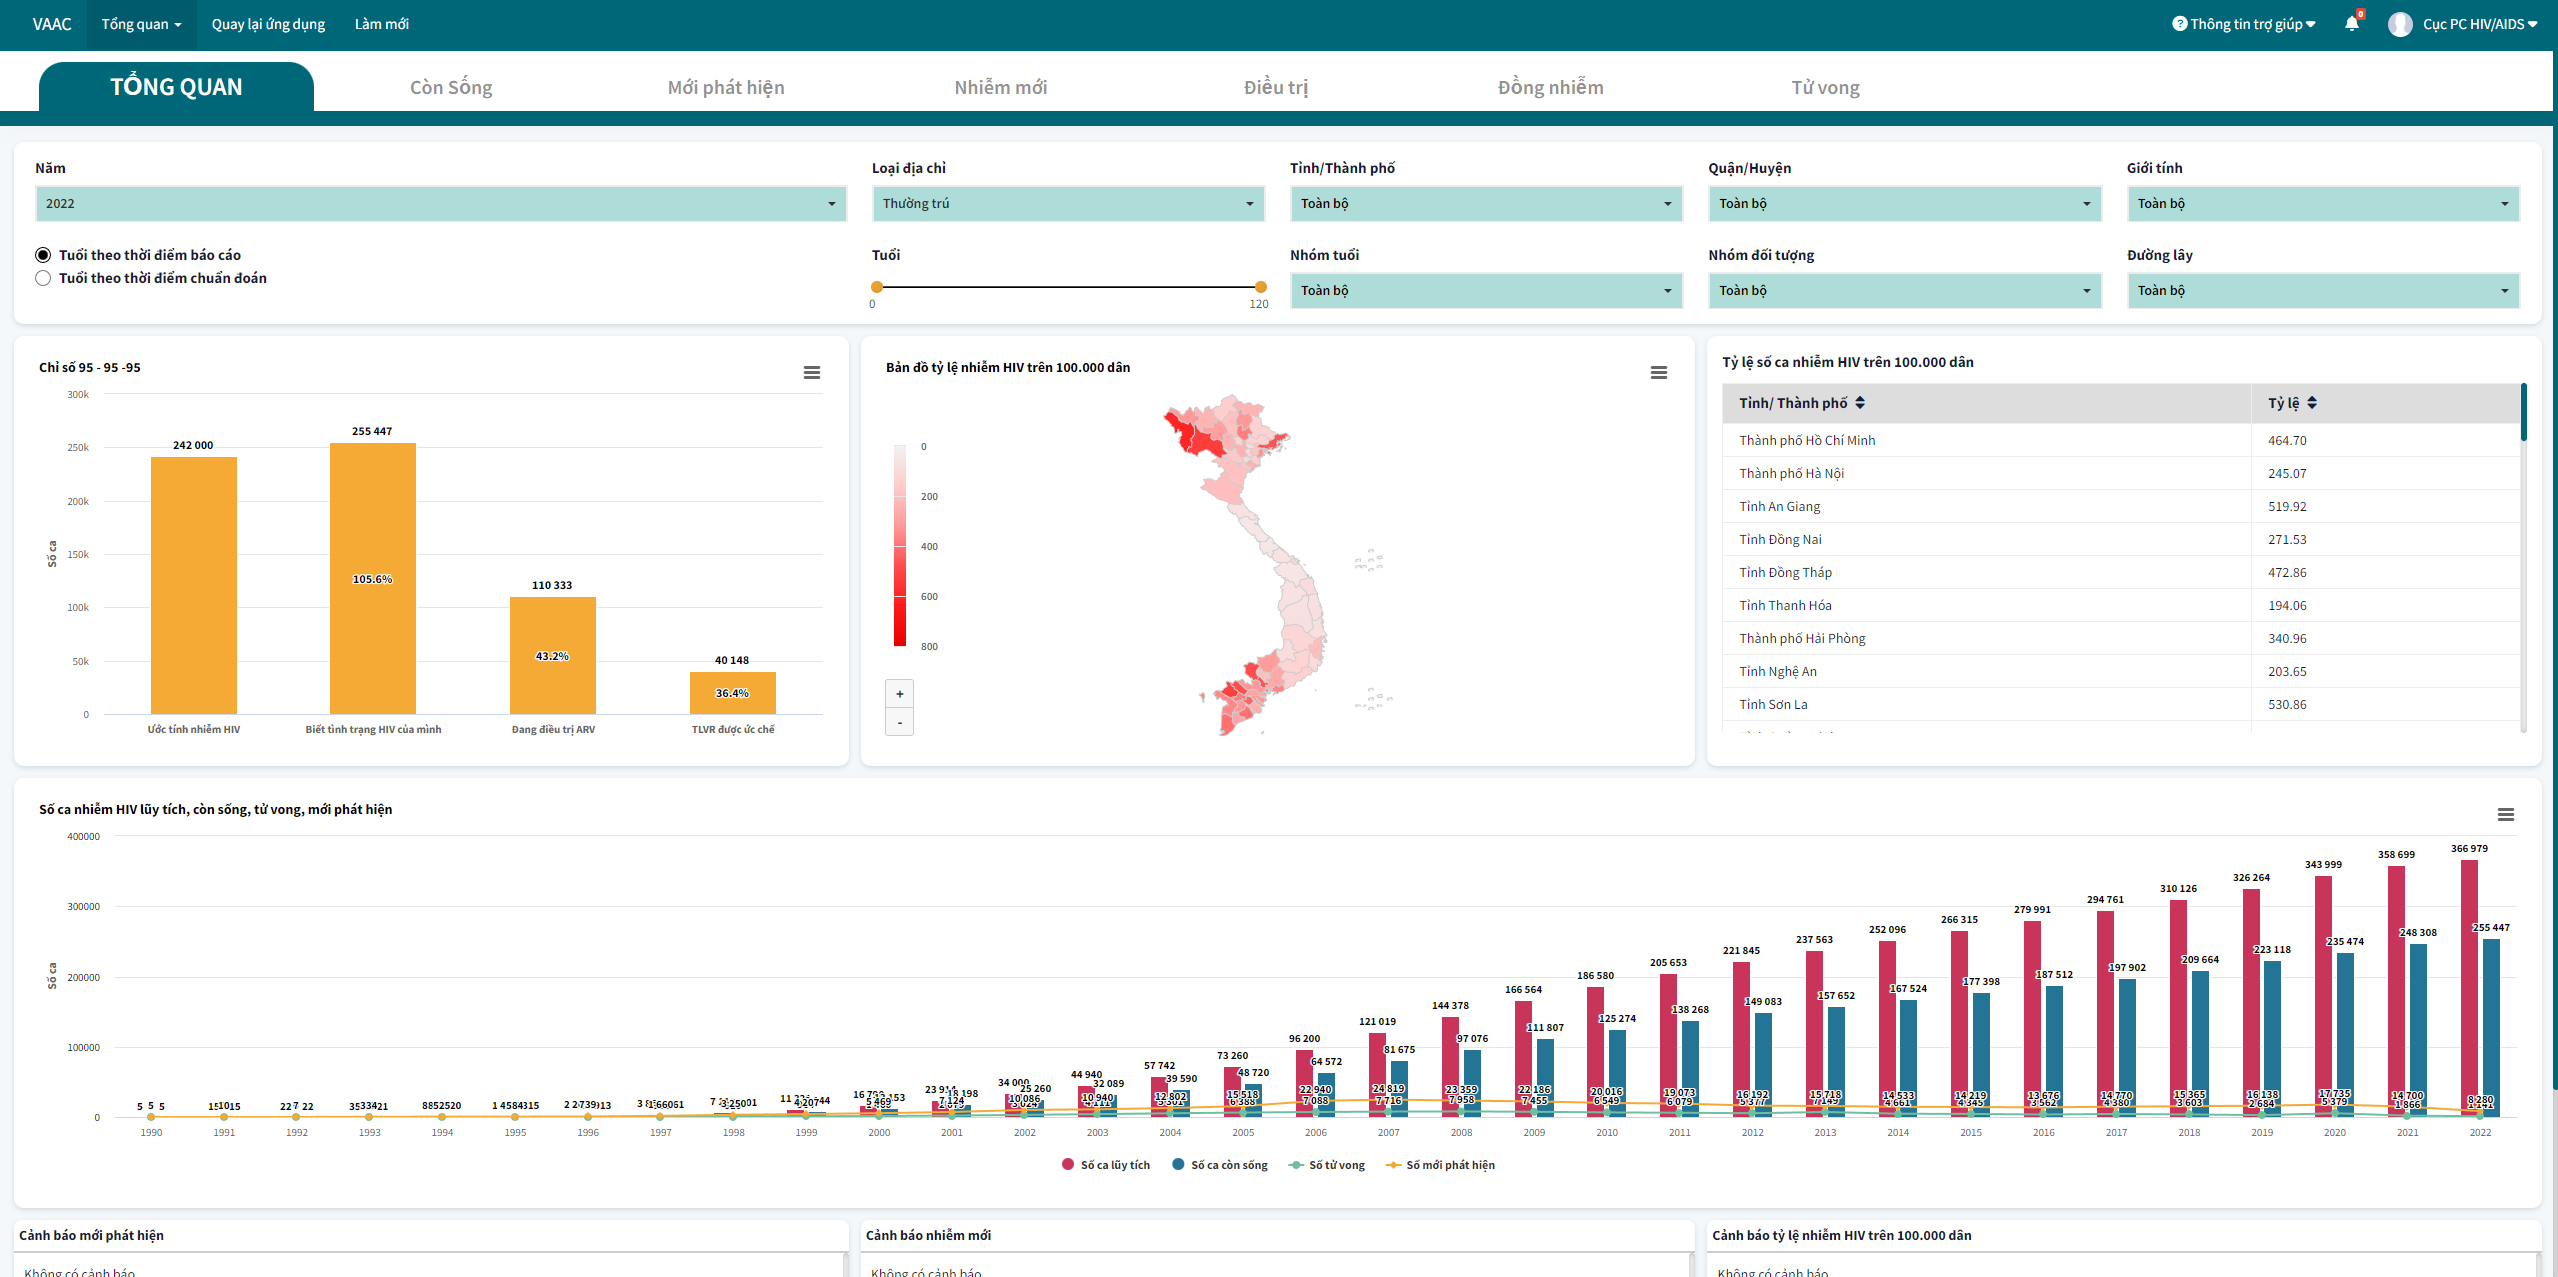 VAAC Tổng quan Quay lại ứng dụng Làm mới
? Thông tin trợ giúp 0 Cục PC HIV/AIDS
TỔNG QUAN Còn Sống Mới phát hiện Nhiễm mới Điều trị Đồng nhiễm Tử vong
Năm Loại địa chỉ Tỉnh/Thành phố Quận/Huyện Giới tính
2022 Thường trú Toàn bộ Toàn bộ Toàn bộ
Tuổi theo thời điểm báo cáo Tuổi Nhóm tuổi Nhóm đối tượng Đường lây
Tuổi theo thời điểm chuẩn đoán
0 120 Toàn bộ Toàn bộ Toàn bộ
Chỉ số 95 - 95 -95
300k
250k
200k
150k
100k
50k
0
Số ca
242 000
255 447
105.6%
110 333
43.2%
40 148
36.4%
Ước tính nhiễm HIV Biết tình trạng HIV của mình Đang điều trị ARV TLVR được ức chế
Bản đồ tỷ lệ nhiễm HIV trên 100.000 dân
0
200
400
600
800
+
-
Tỷ lệ số ca nhiễm HIV trên 100.000 dân
Tỉnh/ Thành phố Tỷ lệ
Thành phố Hồ Chí Minh 464.70
Thành phố Hà Nội 245.07
Tỉnh An Giang 519.92
Tỉnh Đồng Nai 271.53
Tỉnh Đồng Tháp 472.86
Tỉnh Thanh Hóa 194.06
Thành phố Hải Phòng 340.96
Tỉnh Nghệ An 203.65
Tỉnh Sơn La 530.86
Số ca nhiễm HIV lũy tích, còn sống, tử vong, mới phát hiện
400000
300000
200000
100000
0
Số ca
5 5 5
34 000 44 940 57 742 73 260 96 200 121 019 144 378 166 564 186 580 205 653 221 845 237 563 252 096 266 315 279 991 294 761 310 126 326 264 343 999 358 699 366 979
25 260 32 089 39 590 48 720 64 572 81 675 97 076 111 807 125 274 138 268 149 083 157 652 167 524 177 398 187 512 197 902 209 664 223 118 235 474 248 308 255 447
10 086 10 940 12 802 15 518 22 940 24 819 23 359 22 186 20 016 19 073 16 192 15 718 14 533 14 219 13 676 14 770 15 365 16 138 17 735 14 700 8 280
6 388 7 088 7 716 7 958 7 455 6 549 6 079 5 377 7 149 4 661 4 345 3 562 4 380 3 603 2 684 5 379 1 866 1 141
1990 1991 1992 1993 1994 1995 1996 1997 1998 1999 2000 2001 2002 2003 2004 2005 2006 2007 2008 2009 2010 2011 2012 2013 2014 2015 2016 2017 2018 2019 2020 2021 2022
Số ca lũy tích Số ca còn sống Số tử vong Số mới phát hiện
Cảnh báo mới phát hiện Cảnh báo nhiễm mới Cảnh báo tỷ lệ nhiễm HIV trên 100.000 dân
Không có cảnh báo Không có cảnh báo Không có cảnh báo